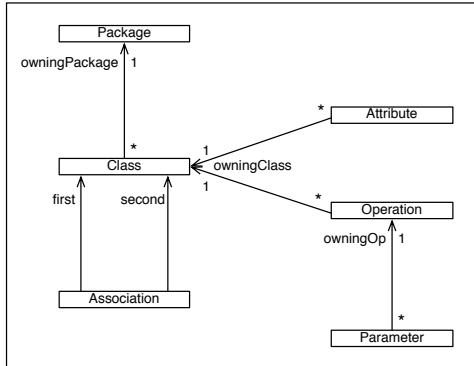 Package
owningPackage 1
*
Class
*
Attribute
1
owningClass
1
*
first
second
Operation
owningOp 1
Association
*
Parameter